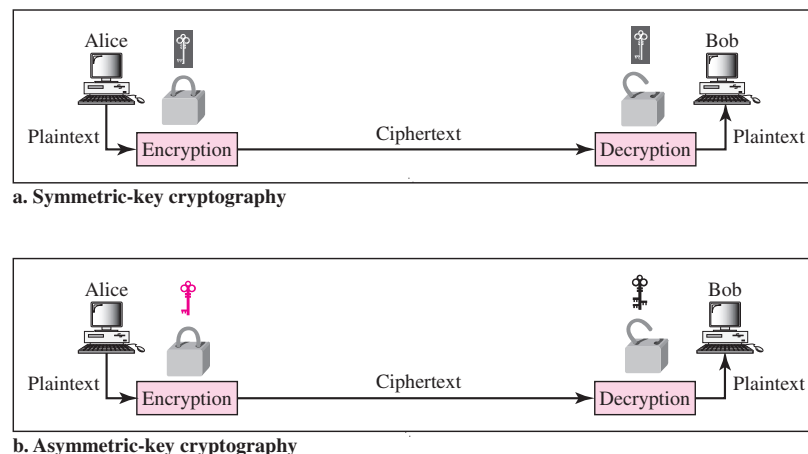 Alice
Bob
Plaintext
Encryption
Ciphertext
Decryption
Plaintext
a. Symmetric-key cryptography
Alice
Bob
Plaintext
Encryption
Ciphertext
Decryption
Plaintext
b. Asymmetric-key cryptography